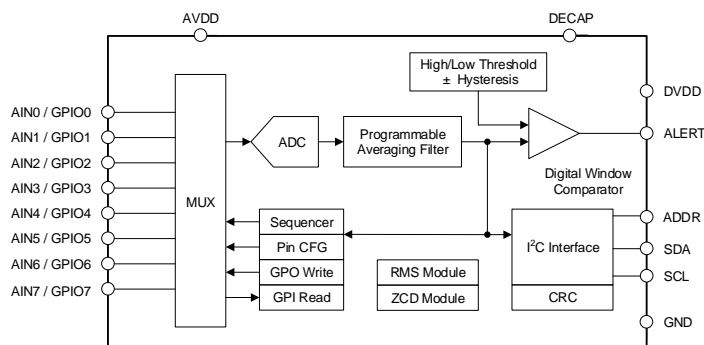 AVDD
DECAP
High/Low Threshold
± Hysteresis
DVDD
AIN0 / GPIO0
AIN1 / GPIO1
AIN2 / GPIO2
AIN3 / GPIO3
AIN4 / GPIO4
AIN5 / GPIO5
AIN6 / GPIO6
AIN7 / GPIO7
MUX
ADC
Programmable
Averaging Filter
ALERT
Digital Window
Comparator
Sequencer
Pin CFG
GPO Write
GPI Read
RMS Module
ZCD Module
I²C Interface
CRC
ADDR
SDA
SCL
GND